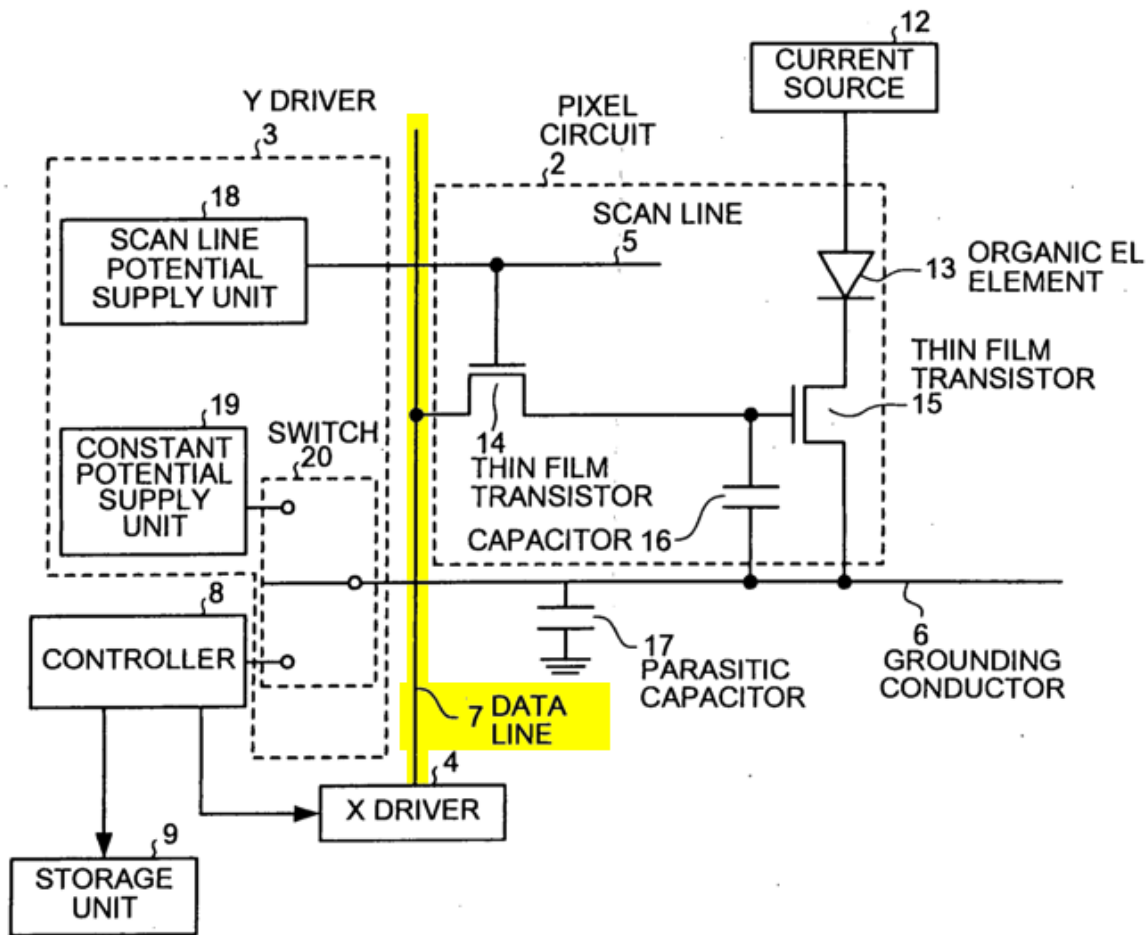 12
CURRENT
SOURCE
Y DRIVER
3
PIXEL
CIRCUIT
2
18
SCAN LINE
POTENTIAL
SUPPLY UNIT
SCAN LINE
5
13
ORGANIC EL
ELEMENT
THIN FILM
TRANSISTOR
15
19
CONSTANT
POTENTIAL
SUPPLY
UNIT
SWITCH
20
14
THIN FILM
TRANSISTOR
CAPACITOR 16
8
CONTROLLER
17
PARASITIC
CAPACITOR
6
GROUNDING
CONDUCTOR
7 DATA
LINE
4
X DRIVER
9
STORAGE
UNIT